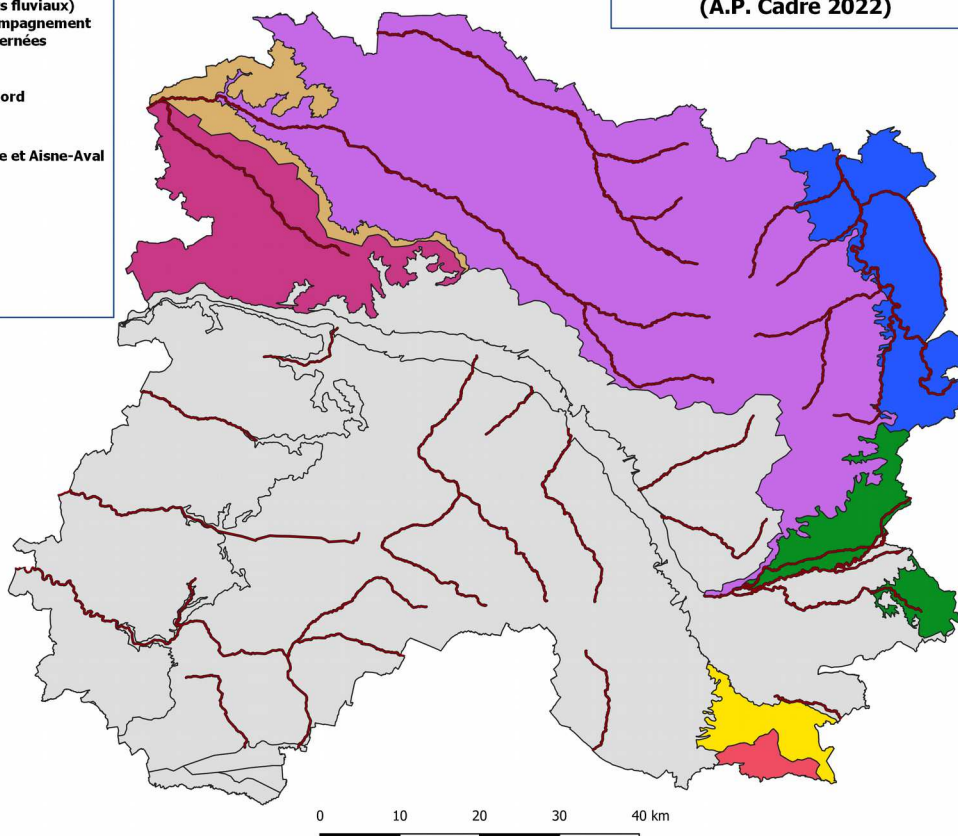 s fluviaux)
mpagnement
ernées
ord
e et Aisne-Aval
(A.P. Cadre 2022)
0 10 20 30 40 km